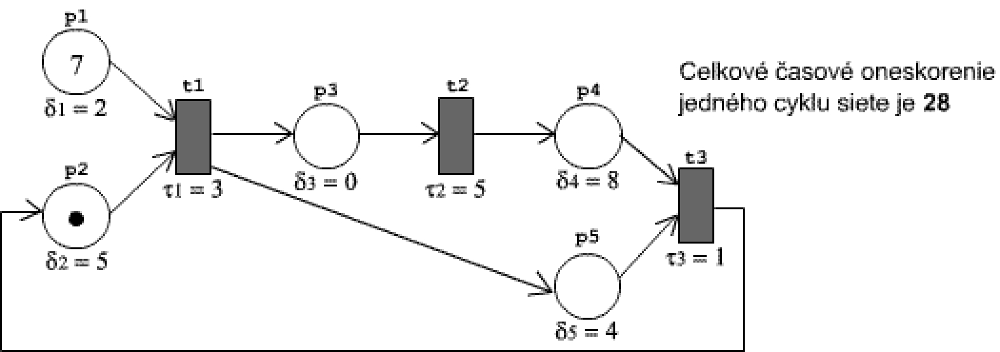 p1
7
δ1 = 2
t1
τ1 = 3
p2
δ2 = 5
p3
δ3 = 0
t2
τ2 = 5
p4
δ4 = 8
p5
δ5 = 4
t3
τ3 = 1
Celkové časové oneskorenie
jedného cyklu siete je 28